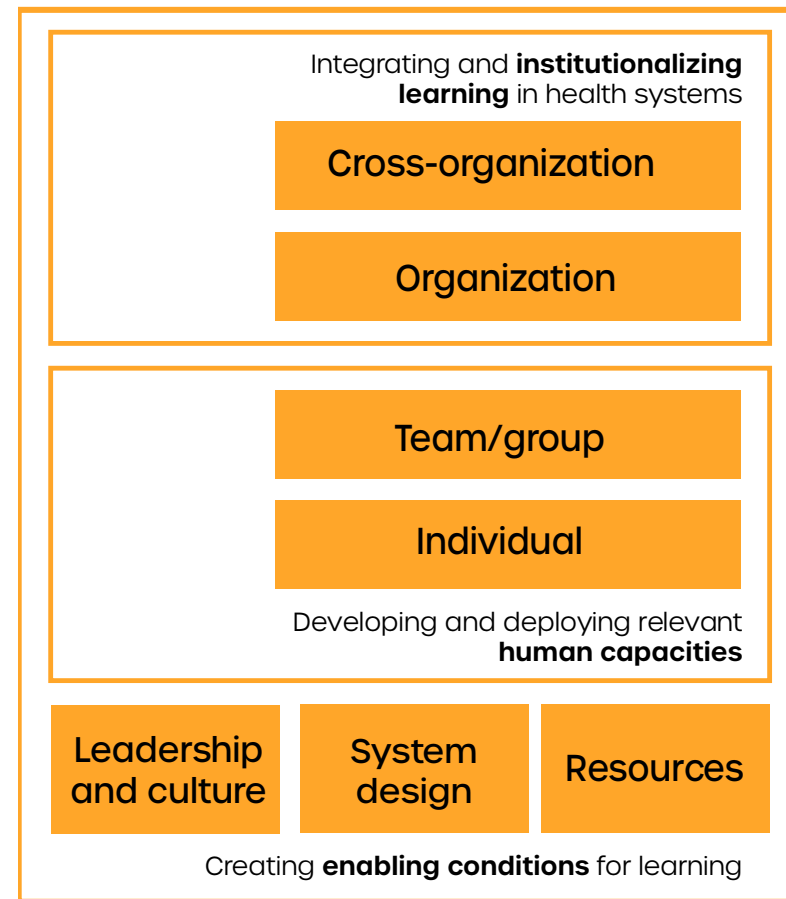 Integrating and institutionalizing
learning in health systems
Cross-organization
Organization
Team/group
Individual
Developing and deploying relevant
human capacities
Leadership
and culture
System
design
Resources
Creating enabling conditions for learning